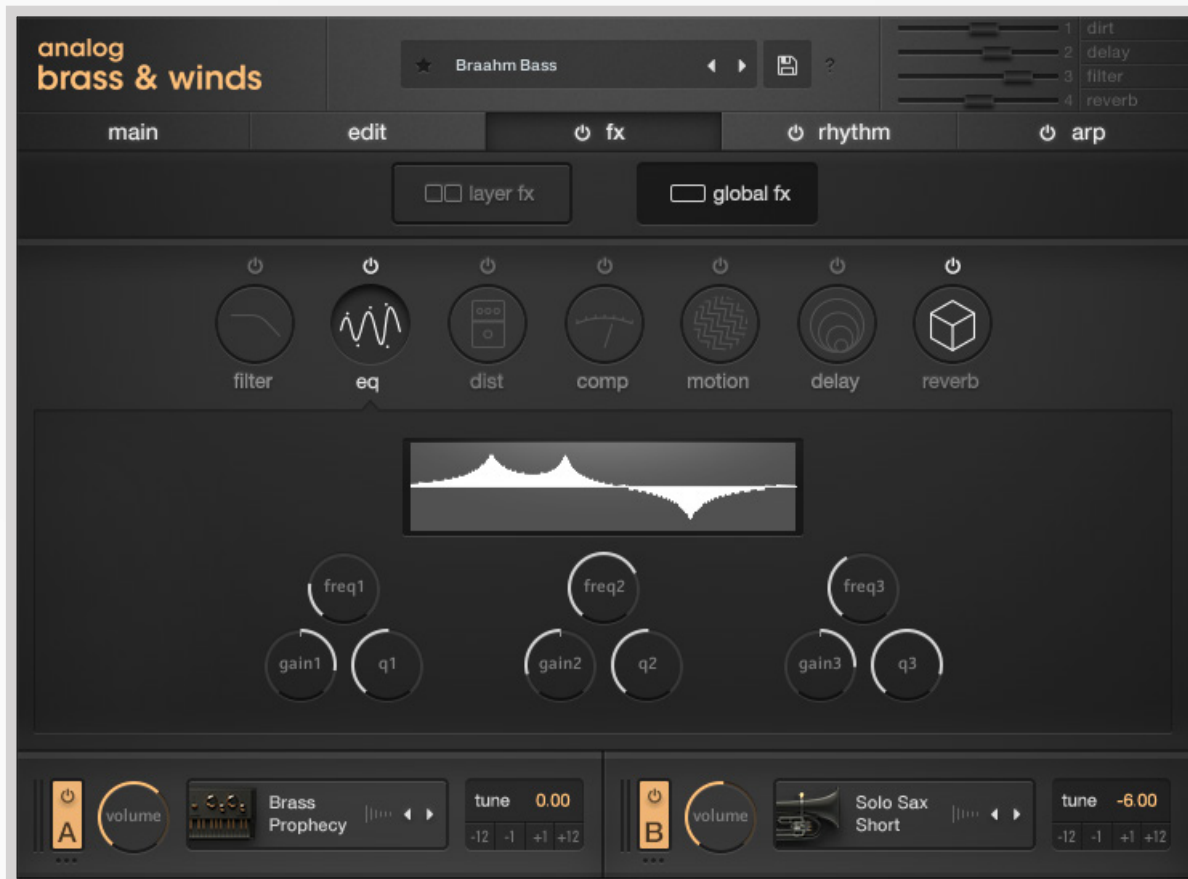 analog
brass & winds
Braahm Bass
?
1 dirt
2 delay
3 filter
4 reverb
main edit fx rhythm arp
layer fx global fx
filter eq dist comp motion delay reverb
freq1 freq2 freq3
gain1 q1 gain2 q2 gain3 q3
A
volume
Brass
Prophecy
tune 0.00
-12 -1 +1 +12
B
volume
Solo Sax
Short
tune -6.00
-12 -1 +1 +12